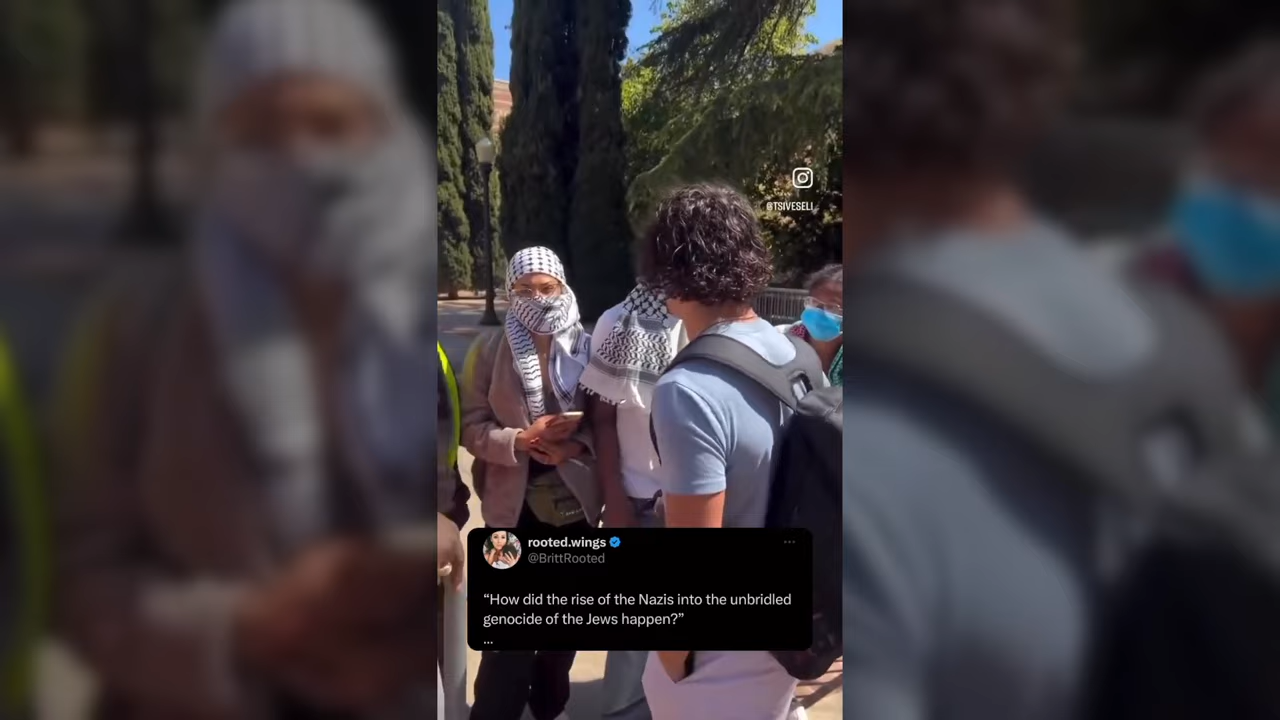 @TSIVESELI
rooted.wings
@BrittRooted
“How did the rise of the Nazis into the unbridled
genocide of the Jews happen?”
...